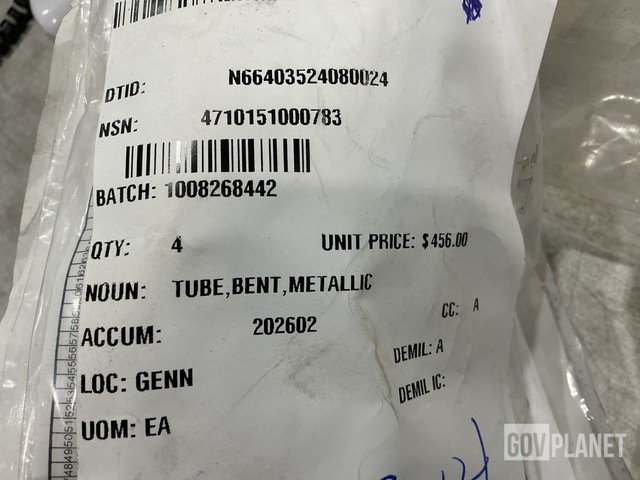 DTID: N66403524080024
NSN: 4710151000783
BATCH: 1008268442
QTY: 4 UNIT PRICE: $456.00
NOUN: TUBE,BENT,METALLIC
CC: A
ACCUM: 202602
DEMIL: A
LOC: GENN
DEMIL IC:
UOM: EA
GOVPLANET